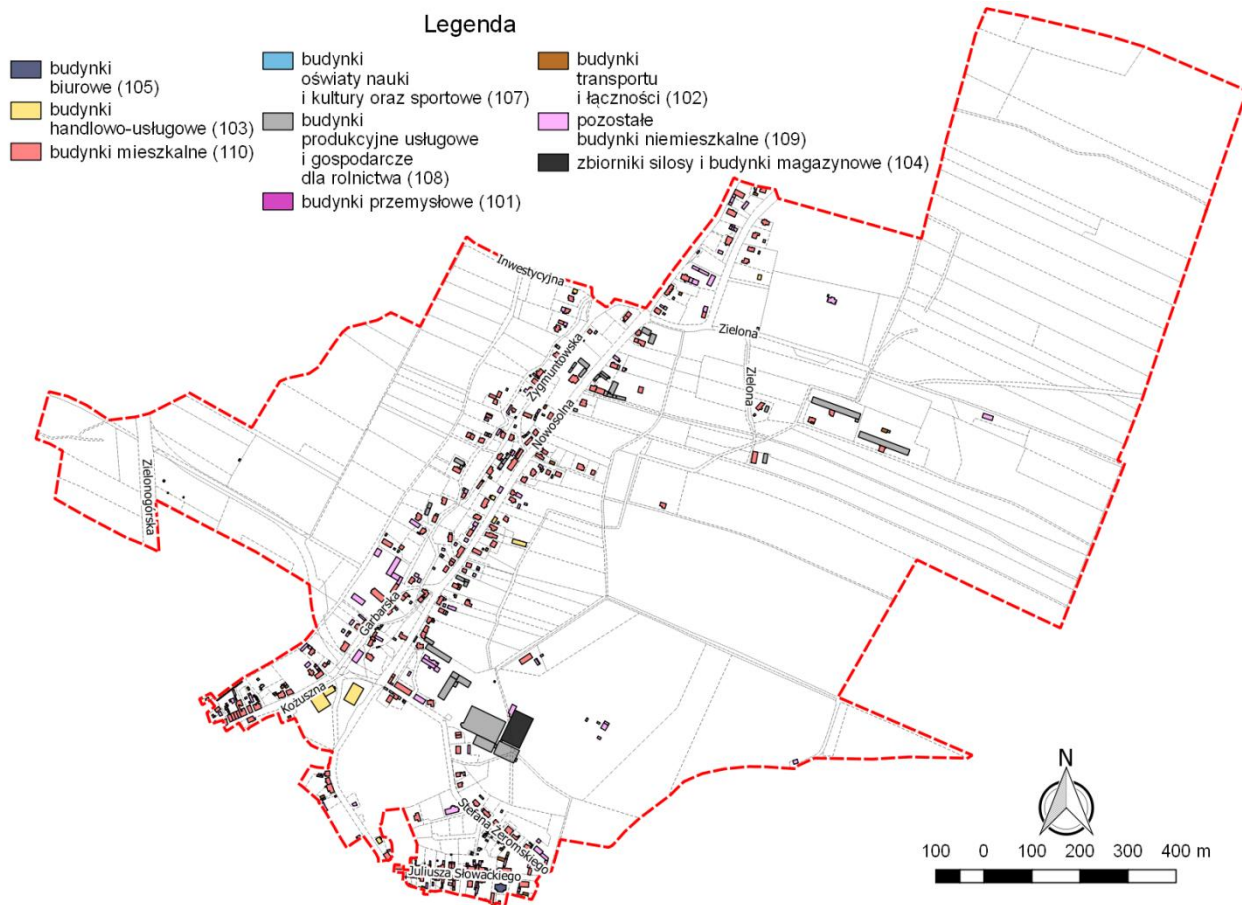 Legenda
budynki
biurowe (105)
budynki
handlowo-usługowe (103)
budynki mieszkalne (110)
budynki
oświaty nauki
i kultury oraz sportowe (107)
budynki
produkcyjne usługowe
i gospodarcze
dla rolnictwa (108)
budynki przemysłowe (101)
budynki
transportu
i łączności (102)
pozostałe
budynki niemieszkalne (109)
zbiorniki silosy i budynki magazynowe (104)
Inwestycyjna
Zygmuntowska
Zielona
Zielona
Nowosolna
Zielonogorska
Garbarska
Kożuszna
Stefana Żeromskiego
Juliusza Słowackiego
N
100 0 100 200 300 400 m